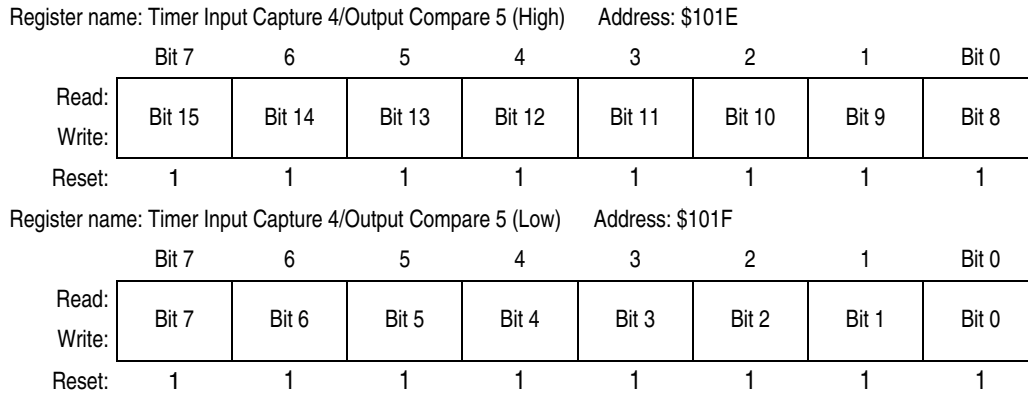 Register name: Timer Input Capture 4/Output Compare 5 (High) Address: $101E
Bit 7 6 5 4 3 2 1 Bit 0
Read:
Bit 15 Bit 14 Bit 13 Bit 12 Bit 11 Bit 10 Bit 9 Bit 8
Write:
Reset: 1 1 1 1 1 1 1 1
Register name: Timer Input Capture 4/Output Compare 5 (Low) Address: $101F
Bit 7 6 5 4 3 2 1 Bit 0
Read:
Bit 7 Bit 6 Bit 5 Bit 4 Bit 3 Bit 2 Bit 1 Bit 0
Write:
Reset: 1 1 1 1 1 1 1 1